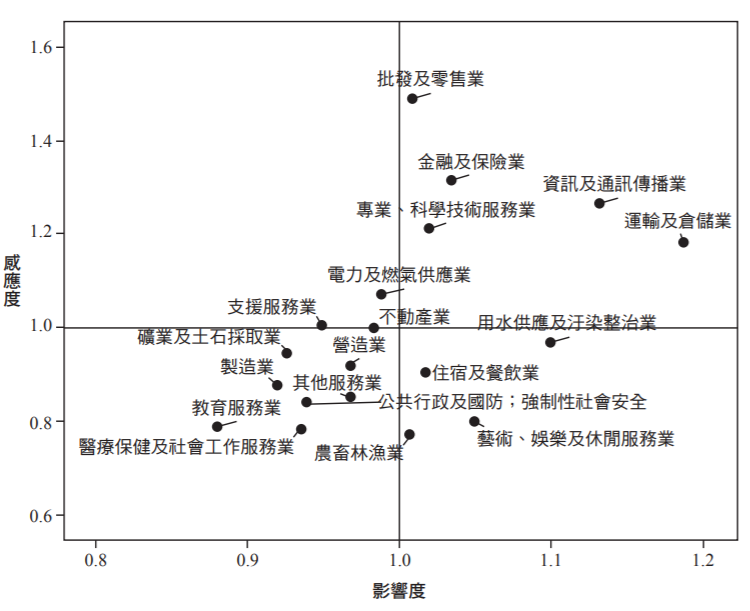 1.6
批發及零售業
1.4
金融及保險業
資訊及通訊傳播業
專業、科學技術服務業
運輸及倉儲業
1.2
感應度
電力及燃氣供應業
支援服務業
不動產業
用水供應及汙染整治業
1.0
礦業及土石採取業
營造業
製造業
住宿及餐飲業
其他服務業
教育服務業
公共行政及國防；強制性社會安全
0.8
醫療保健及社會工作服務業
農畜林漁業
藝術、娛樂及休閒服務業
0.6
0.8 0.9 1.0 1.1 1.2
影響度